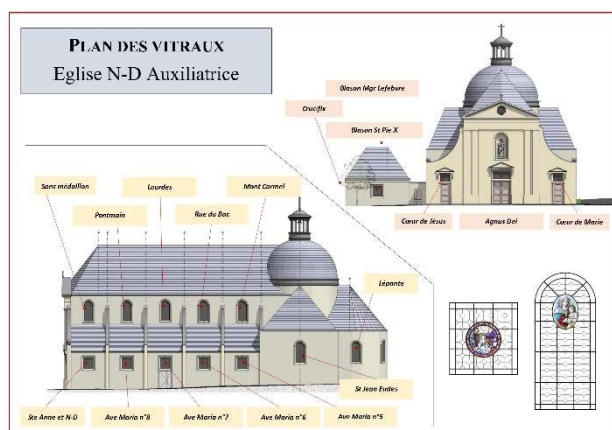 PLAN DES VITRAUX
Eglise N-D Auxiliatrice
Blason Mgr Lefebvre
Crucifix
Blason St Pie X
Cœur de Jésus
Agnus Dei
Cœur de Marie
Sans médaillon
Lourdes
Mont Carmel
Pontmain
Rue du Bac
Lépante
St Jean Eudes
Ste Anne et N-D
Ave Maria n°8
Ave Maria n°7
Ave Maria n°6
Ave Maria n°5